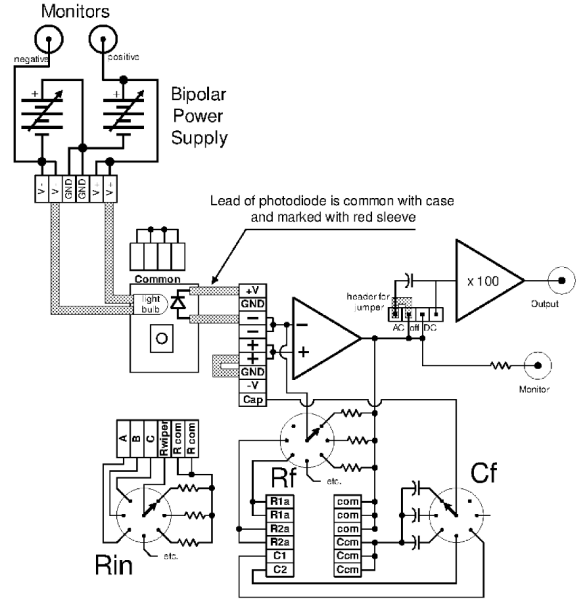 Monitors
negative
positive
+
+
Bipolar
Power
Supply
V -
V -
GND
GND
V +
V +
Lead of photodiode is common with case
and marked with red sleeve
Common
light
bulb
+V
GND
−
−
+
+
GND
-V
Cap
−
+
header for
jumper
AC
off
DC
x 100
Output
Monitor
A
B
C
Rwiper
R com
R com
etc.
Rin
Rf
etc.
R1a
R1a
R2a
R2a
C1
C2
com
com
com
Ccm
Ccm
Ccm
Cf